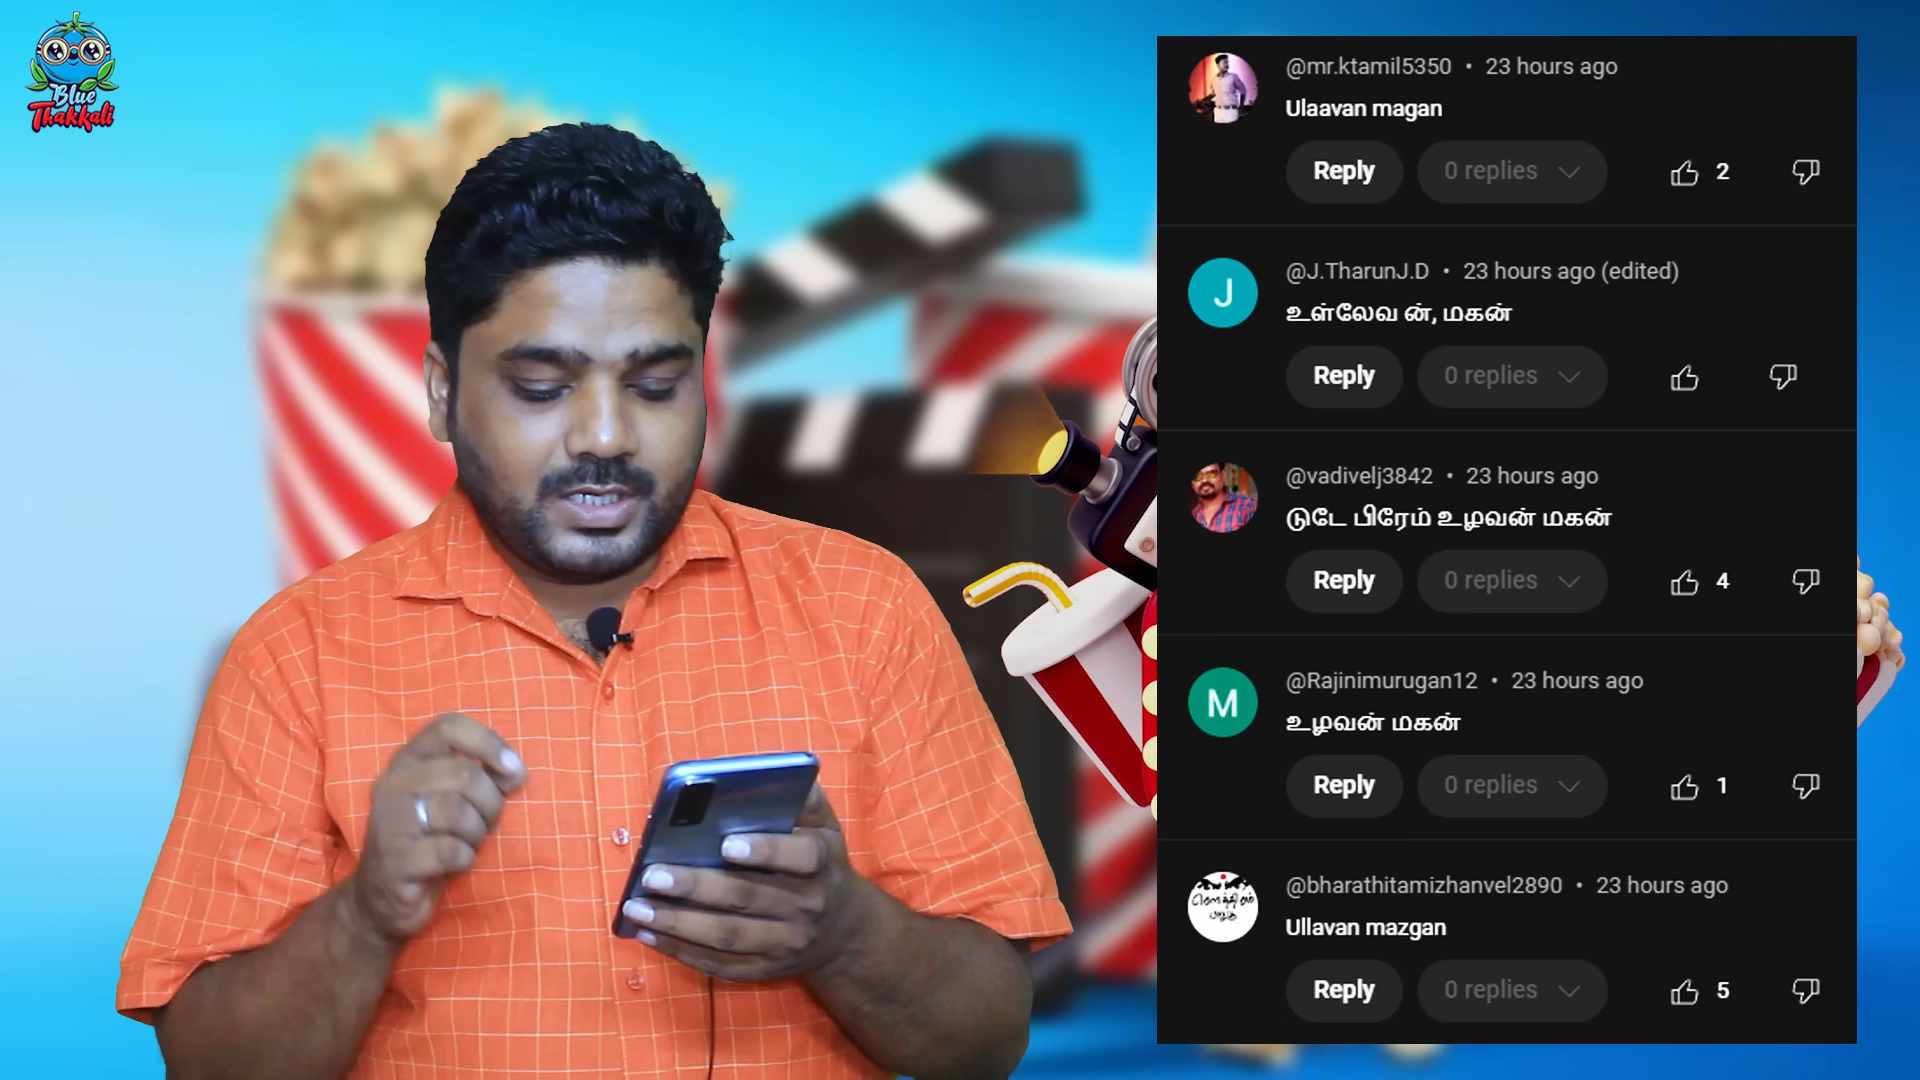 Blue
Thakkali
@mr.ktamil5350 • 23 hours ago
Ulaavan magan
Reply 0 replies 2
J
@J.TharunJ.D • 23 hours ago (edited)
உள்லேவ ன், மகன்
Reply 0 replies
@vadivelj3842 • 23 hours ago
டுடே பிரேம் உழவன் மகன்
Reply 0 replies 4
M
@Rajinimurugan12 • 23 hours ago
உழவன் மகன்
Reply 0 replies 1
@bharathitamizhanvel2890 • 23 hours ago
Ullavan mazgan
Reply 0 replies 5